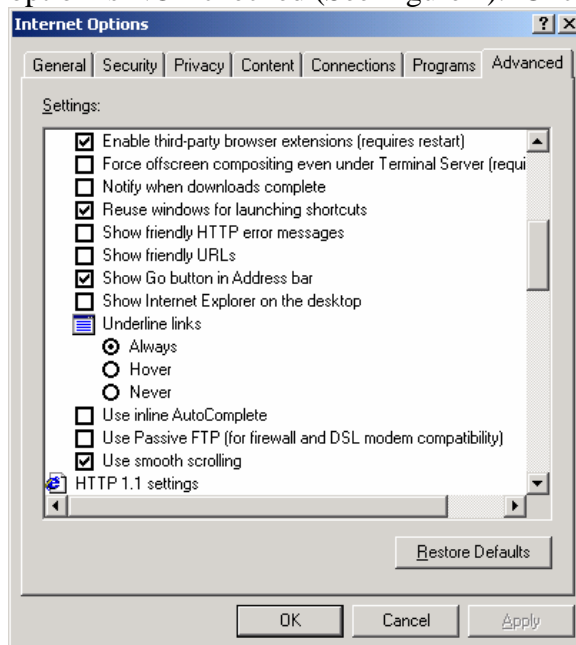 Internet Options
General Security Privacy Content Connections Programs Advanced
Settings:
Enable third-party browser extensions (requires restart)
Force offscreen compositing even under Terminal Server (requi
Notify when downloads complete
Reuse windows for launching shortcuts
Show friendly HTTP error messages
Show friendly URLs
Show Go button in Address bar
Show Internet Explorer on the desktop
Underline links
Always
Hover
Never
Use inline AutoComplete
Use Passive FTP (for firewall and DSL modem compatibility)
Use smooth scrolling
HTTP 1.1 settings
Restore Defaults
OK Cancel Apply